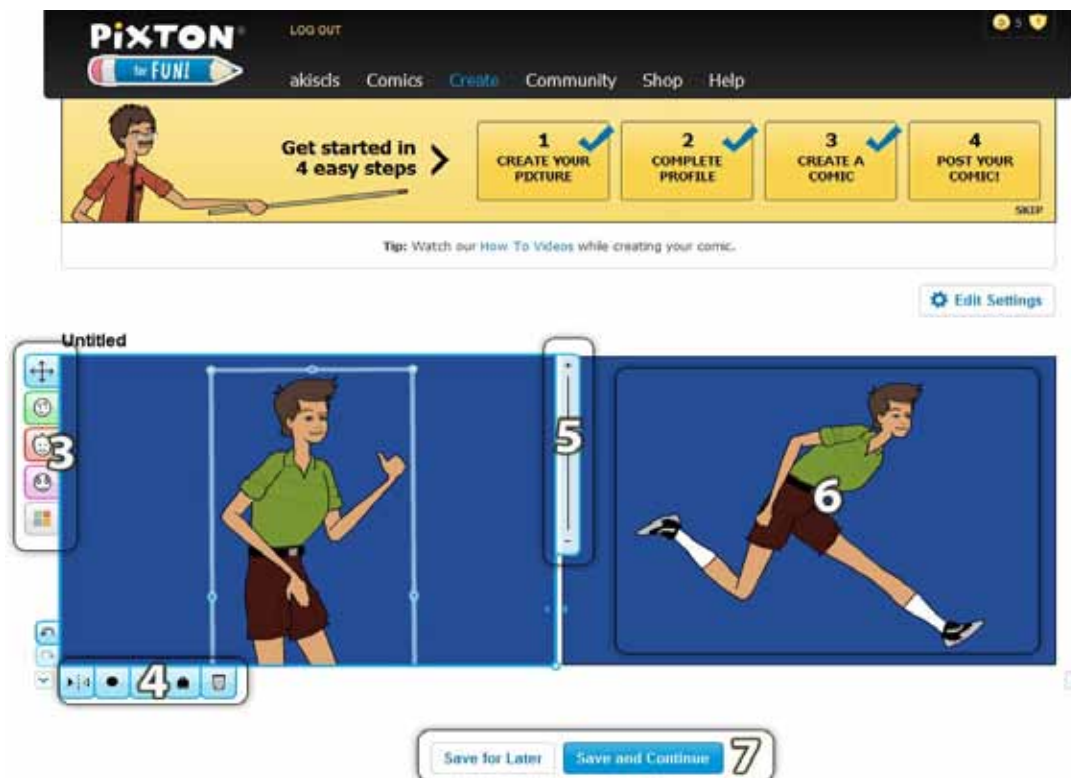 LOG OUT
PiXTON®
for FUN!
5
akiscls Comics Create Community Shop Help
Get started in
4 easy steps
1
CREATE YOUR
PIXTURE
2
COMPLETE
PROFILE
3
CREATE A
COMIC
4
POST YOUR
COMIC!
SKIP
Tip: Watch our How To Videos while creating your comic.
Edit Settings
Untitled
3
5
6
4
Save for Later Save and Continue 7